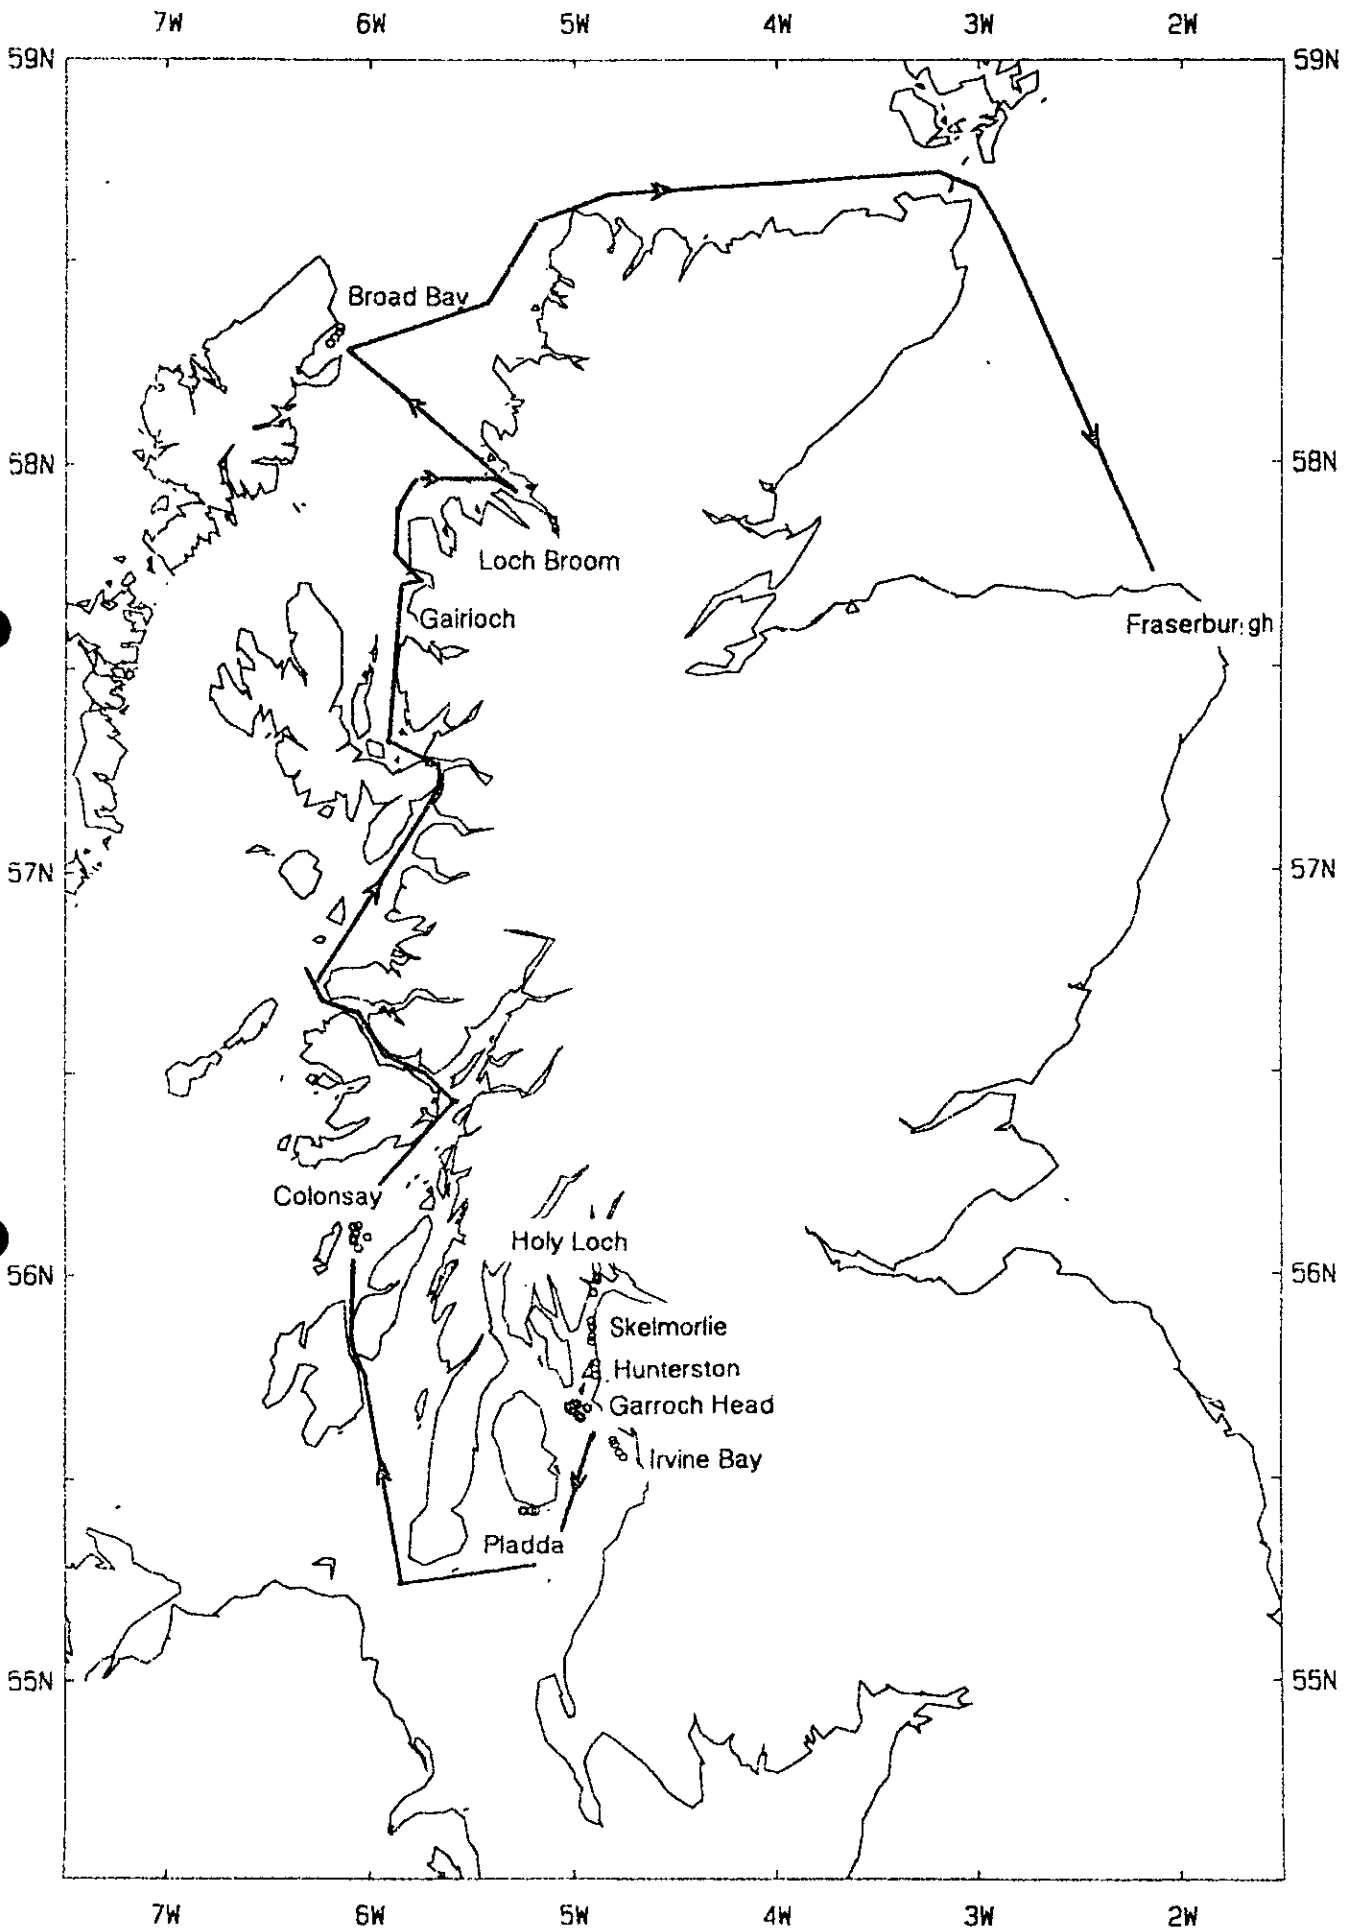 7W 6W 5W 4W 3W 2W
59N 59N
Broad Bay
58N 58N
Loch Broom
Gairloch
Fraserburgh
57N 57N
Colonsay
Holy Loch
56N 56N
Skelmorlie
Hunterston
Garroch Head
Irvine Bay
Pladda
55N 55N
7W 6W 5W 4W 3W 2W